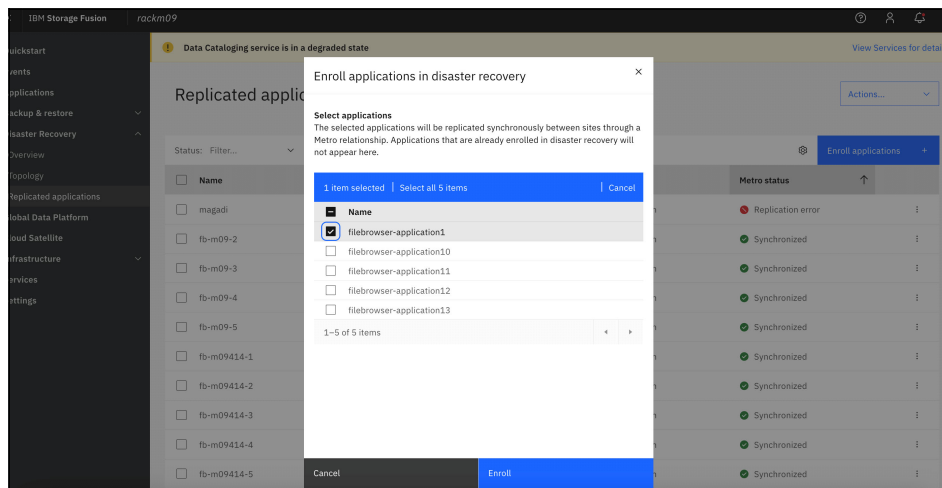 IBM Storage Fusion rackm09
uickstart
vents
pplications
ackup & restore
isaster Recovery
Overview
Topology
Replicated applications
lobal Data Platform
loud Satellite
nfrastructure
ervices
ettings
Data Cataloging service is in a degraded state
View Services for detai
Replicated applic
Actions...
Status: Filter...
Enroll applications +
Name
Metro status
magadi
Replication error
fb-m09-2
Synchronized
fb-m09-3
Synchronized
fb-m09-4
Synchronized
fb-m09-5
Synchronized
fb-m09414-1
Synchronized
fb-m09414-2
Synchronized
fb-m09414-3
Synchronized
fb-m09414-4
Synchronized
fb-m09414-5
Synchronized
Enroll applications in disaster recovery
Select applications
The selected applications will be replicated synchronously between sites through a
Metro relationship. Applications that are already enrolled in disaster recovery will
not appear here.
1 item selected | Select all 5 items | Cancel
Name
filebrowser-application1
filebrowser-application10
filebrowser-application11
filebrowser-application12
filebrowser-application13
1–5 of 5 items
Cancel
Enroll